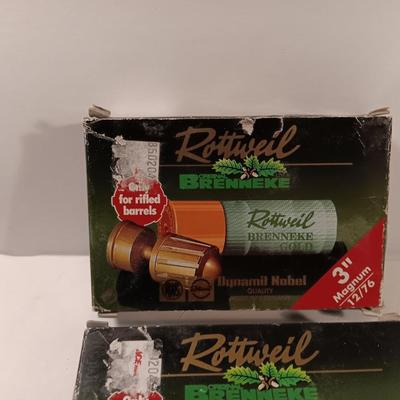 Rottweil
BRENNEKE
Only
for rifled
barrels
Rottweil
BRENNEKE
GOLD
Dynamit Nobel
QUALITY
3"
Magnum
12/76
Rottweil
BRENNEKE